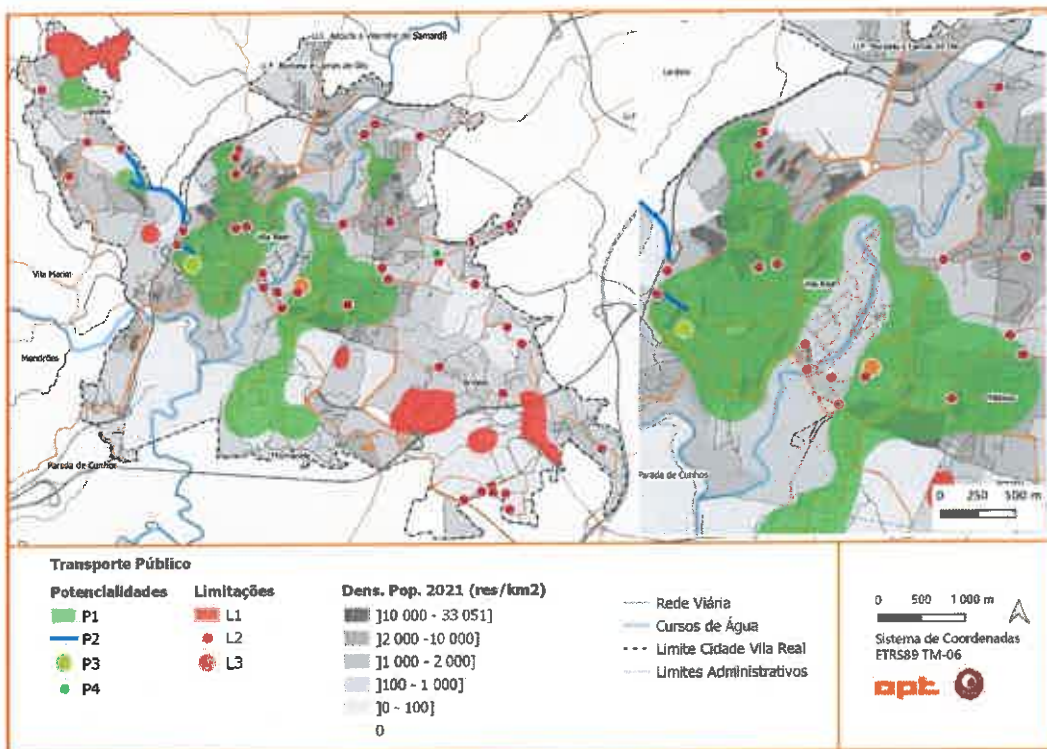 Samardã
Lordelo
Vila Real
Vila Marim
Mondrões
Parada de Cunhos
Vila Real
Parada de Cunhos
0 250 500 m
Transporte Público
Potencialidades
P1
P2
P3
P4
Limitações
L1
L2
L3
Dens. Pop. 2021 (res/km2)
]10 000 - 33 051]
]2 000 -10 000]
]1 000 - 2 000]
]100 - 1 000]
]0 - 100]
0
Rede Viária
Cursos de Água
Limite Cidade Vila Real
Limites Administrativos
0 500 1 000 m
Sistema de Coordenadas
ETRS89 TM-06
opt